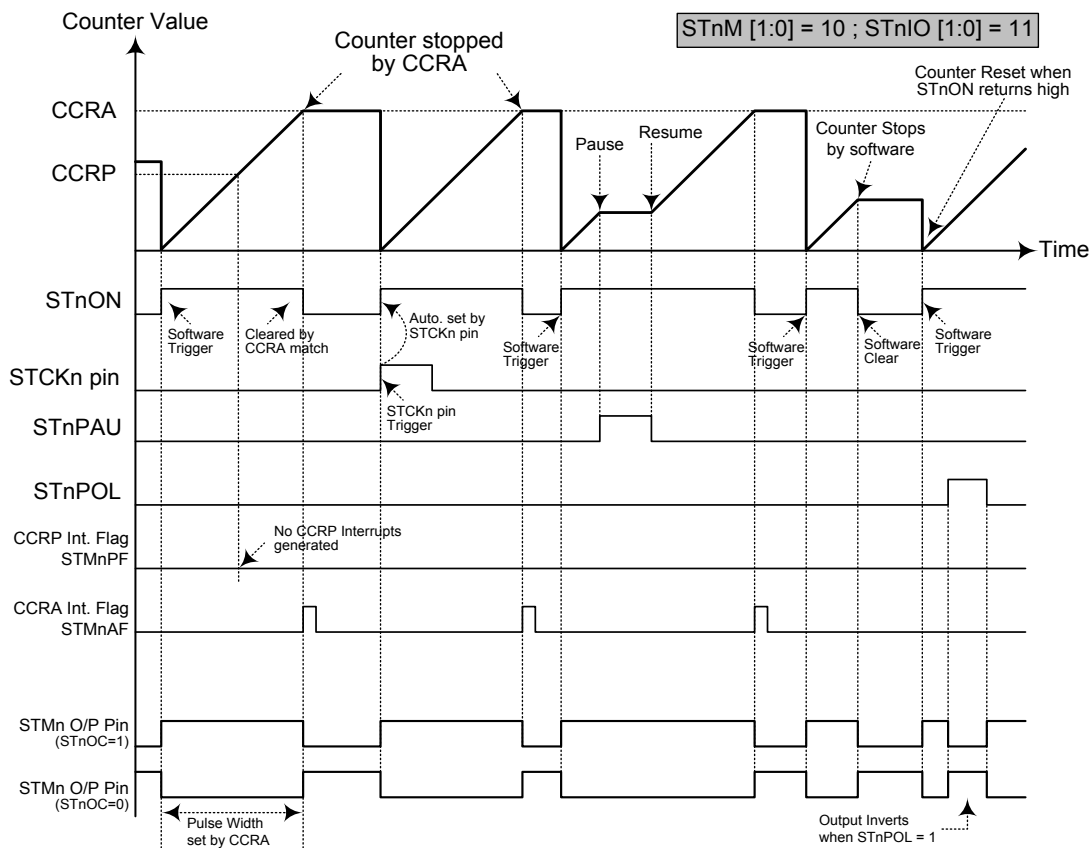 Counter Value
STnM [1:0] = 10 ; STnIO [1:0] = 11
Counter stopped
by CCRA
Counter Reset when
STnON returns high
CCRA
Pause
Resume
Counter Stops
by software
CCRP
Time
STnON
Software
Trigger
Cleared by
CCRA match
Auto. set by
STCKn pin
Software
Trigger
Software
Trigger
Software
Clear
Software
Trigger
STCKn pin
STCKn pin
Trigger
STnPAU
STnPOL
CCRP Int. Flag
STMnPF
No CCRP Interrupts
generated
CCRA Int. Flag
STMnAF
STMn O/P Pin
(STnOC=1)
STMn O/P Pin
(STnOC=0)
Pulse Width
set by CCRA
Output Inverts
when STnPOL = 1